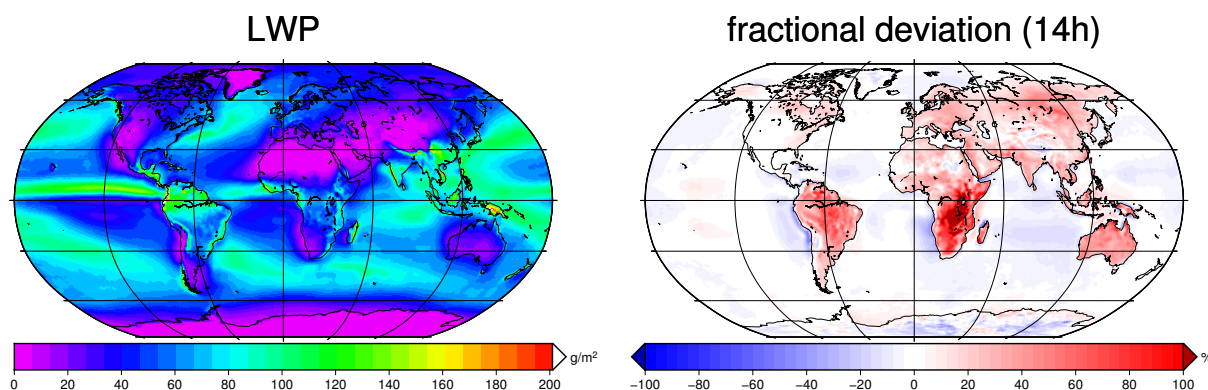 LWP
fractional deviation (14h)
0 20 40 60 80 100 120 140 160 180 200 g/m²
−100 −80 −60 −40 −20 0 20 40 60 80 100 %